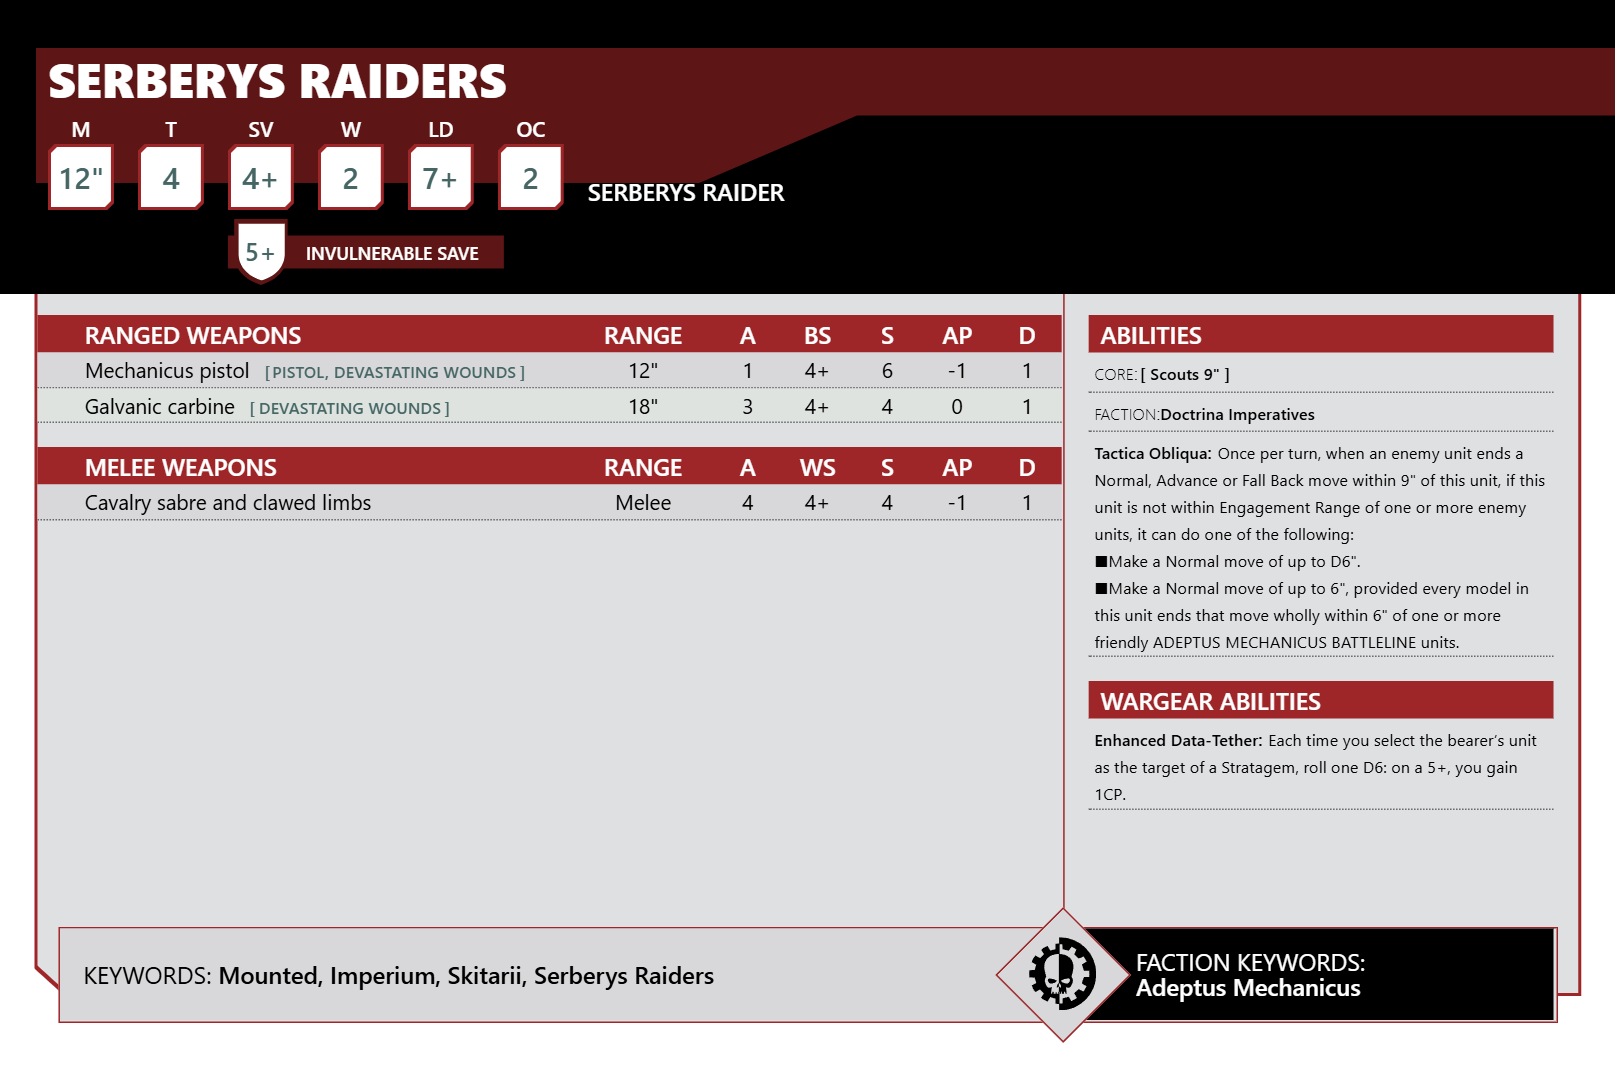 SERBERYS RAIDERS
M T SV W LD OC
12" 4 4+ 2 7+ 2 SERBERYS RAIDER
5+ INVULNERABLE SAVE
RANGED WEAPONS RANGE A BS S AP D
Mechanicus pistol [ PISTOL, DEVASTATING WOUNDS ] 12" 1 4+ 6 -1 1
Galvanic carbine [ DEVASTATING WOUNDS ] 18" 3 4+ 4 0 1
MELEE WEAPONS RANGE A WS S AP D
Cavalry sabre and clawed limbs Melee 4 4+ 4 -1 1
ABILITIES
CORE: [ Scouts 9" ]
FACTION:Doctrina Imperatives
Tactica Obliqua: Once per turn, when an enemy unit ends a
Normal, Advance or Fall Back move within 9" of this unit, if this
unit is not within Engagement Range of one or more enemy
units, it can do one of the following:
■Make a Normal move of up to D6".
■Make a Normal move of up to 6", provided every model in
this unit ends that move wholly within 6" of one or more
friendly ADEPTUS MECHANICUS BATTLELINE units.
WARGEAR ABILITIES
Enhanced Data-Tether: Each time you select the bearer’s unit
as the target of a Stratagem, roll one D6: on a 5+, you gain
1CP.
KEYWORDS: Mounted, Imperium, Skitarii, Serberys Raiders
FACTION KEYWORDS:
Adeptus Mechanicus